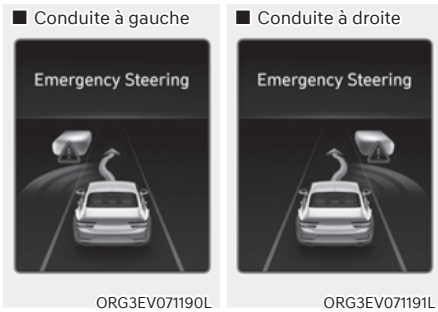 ■ Conduite à gauche
Emergency Steering
ORG3EV071190L
■ Conduite à droite
Emergency Steering
ORG3EV071191L